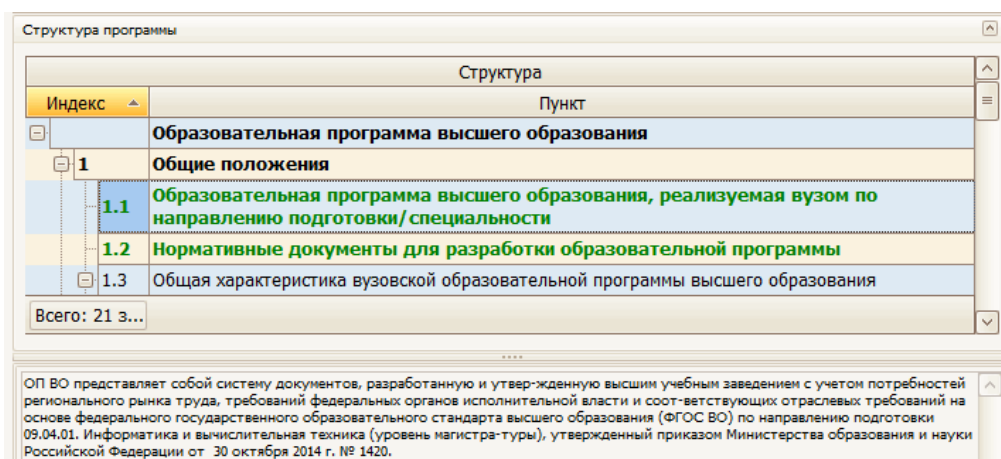 Структура программы
Структура
Индекс Пункт
Образовательная программа высшего образования
1 Общие положения
1.1 Образовательная программа высшего образования, реализуемая вузом по
направлению подготовки/специальности
1.2 Нормативные документы для разработки образовательной программы
1.3 Общая характеристика вузовской образовательной программы высшего образования
Всего: 21 з...
ОП ВО представляет собой систему документов, разработанную и утвер-жденную высшим учебным заведением с учетом потребностей
регионального рынка труда, требований федеральных органов исполнительной власти и соот-ветствующих отраслевых требований на
основе федерального государственного образовательного стандарта высшего образования (ФГОС ВО) по направлению подготовки
09.04.01. Информатика и вычислительная техника (уровень магистра-туры), утвержденный приказом Министерства образования и науки
Российской Федерации от 30 октября 2014 г. № 1420.